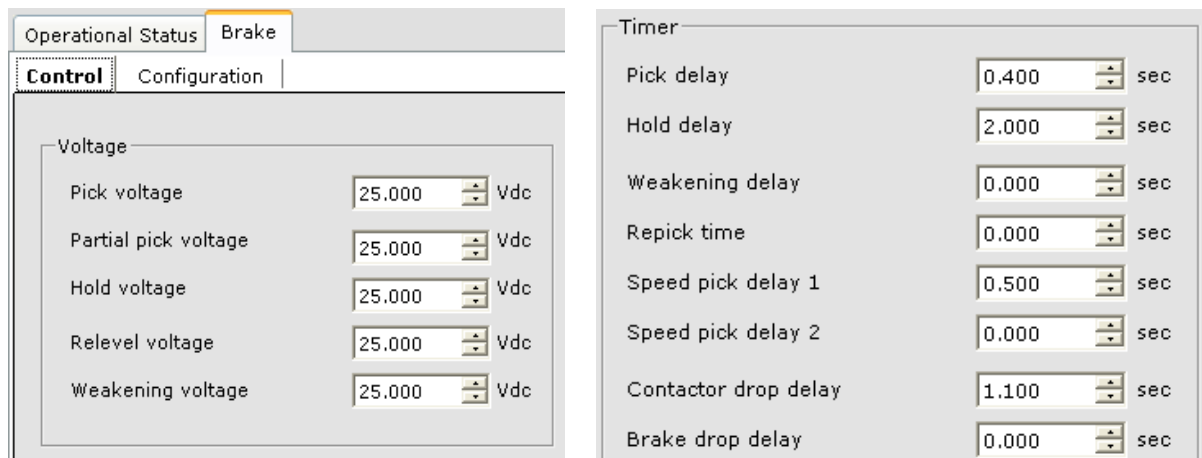 Operational Status Brake
Control Configuration
Voltage
Pick voltage 25.000 Vdc
Partial pick voltage 25.000 Vdc
Hold voltage 25.000 Vdc
Relevel voltage 25.000 Vdc
Weakening voltage 25.000 Vdc
Timer
Pick delay 0.400 sec
Hold delay 2.000 sec
Weakening delay 0.000 sec
Repick time 0.000 sec
Speed pick delay 1 0.500 sec
Speed pick delay 2 0.000 sec
Contactor drop delay 1.100 sec
Brake drop delay 0.000 sec